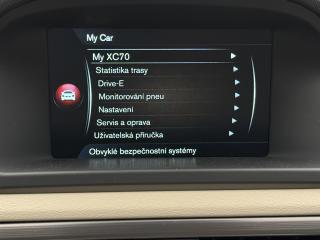 My Car
My XC70
Statistika trasy
Drive-E
Monitorování pneu
Nastavení
Servis a oprava
Uživatelská příručka
Obvyklé bezpečnostní systémy